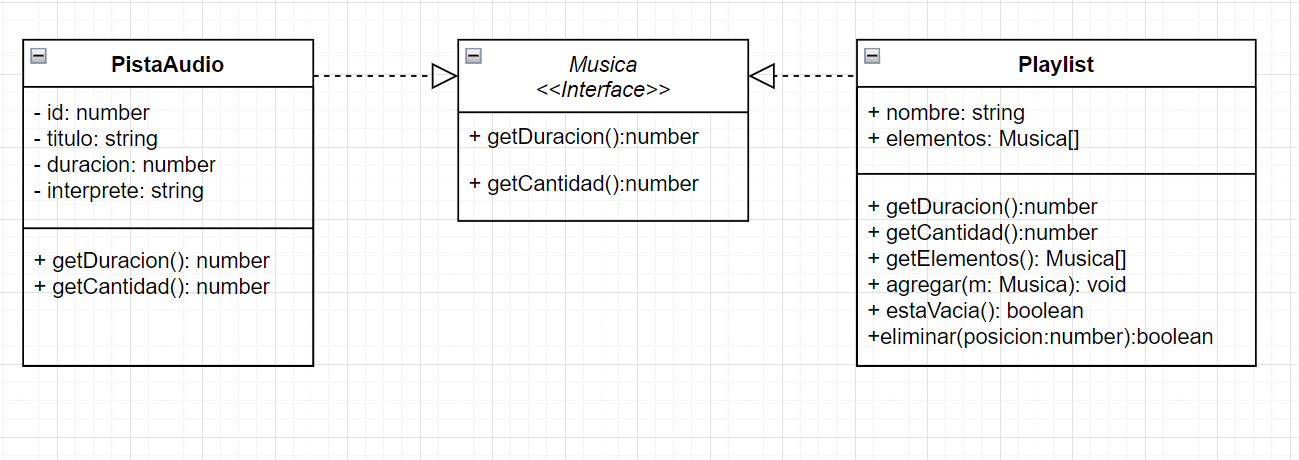 PistaAudio
- id: number
- titulo: string
- duracion: number
- interprete: string
+ getDuracion(): number
+ getCantidad(): number
Musica
<<Interface>>
+ getDuracion():number
+ getCantidad():number
Playlist
+ nombre: string
+ elementos: Musica[]
+ getDuracion():number
+ getCantidad():number
+ getElementos(): Musica[]
+ agregar(m: Musica): void
+ estaVacia(): boolean
+eliminar(posicion:number):boolean